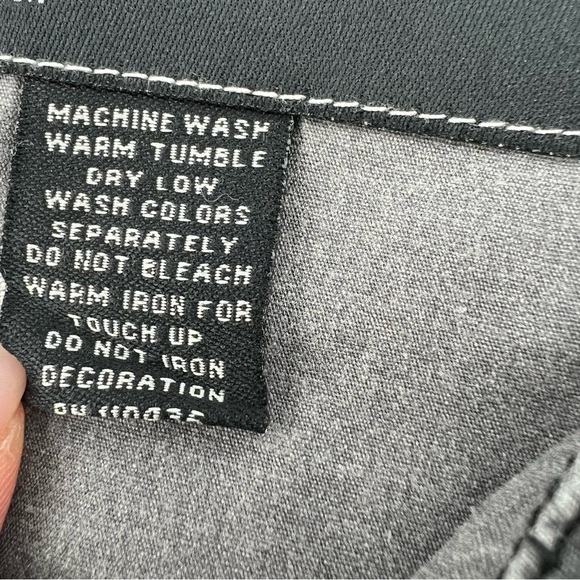 MACHINE WASH
WARM TUMBLE
DRY LOW
WASH COLORS
SEPARATELY
DO NOT BLEACH
WARM IRON FOR
TOUCH UP
DO NOT IRON
DECORATION